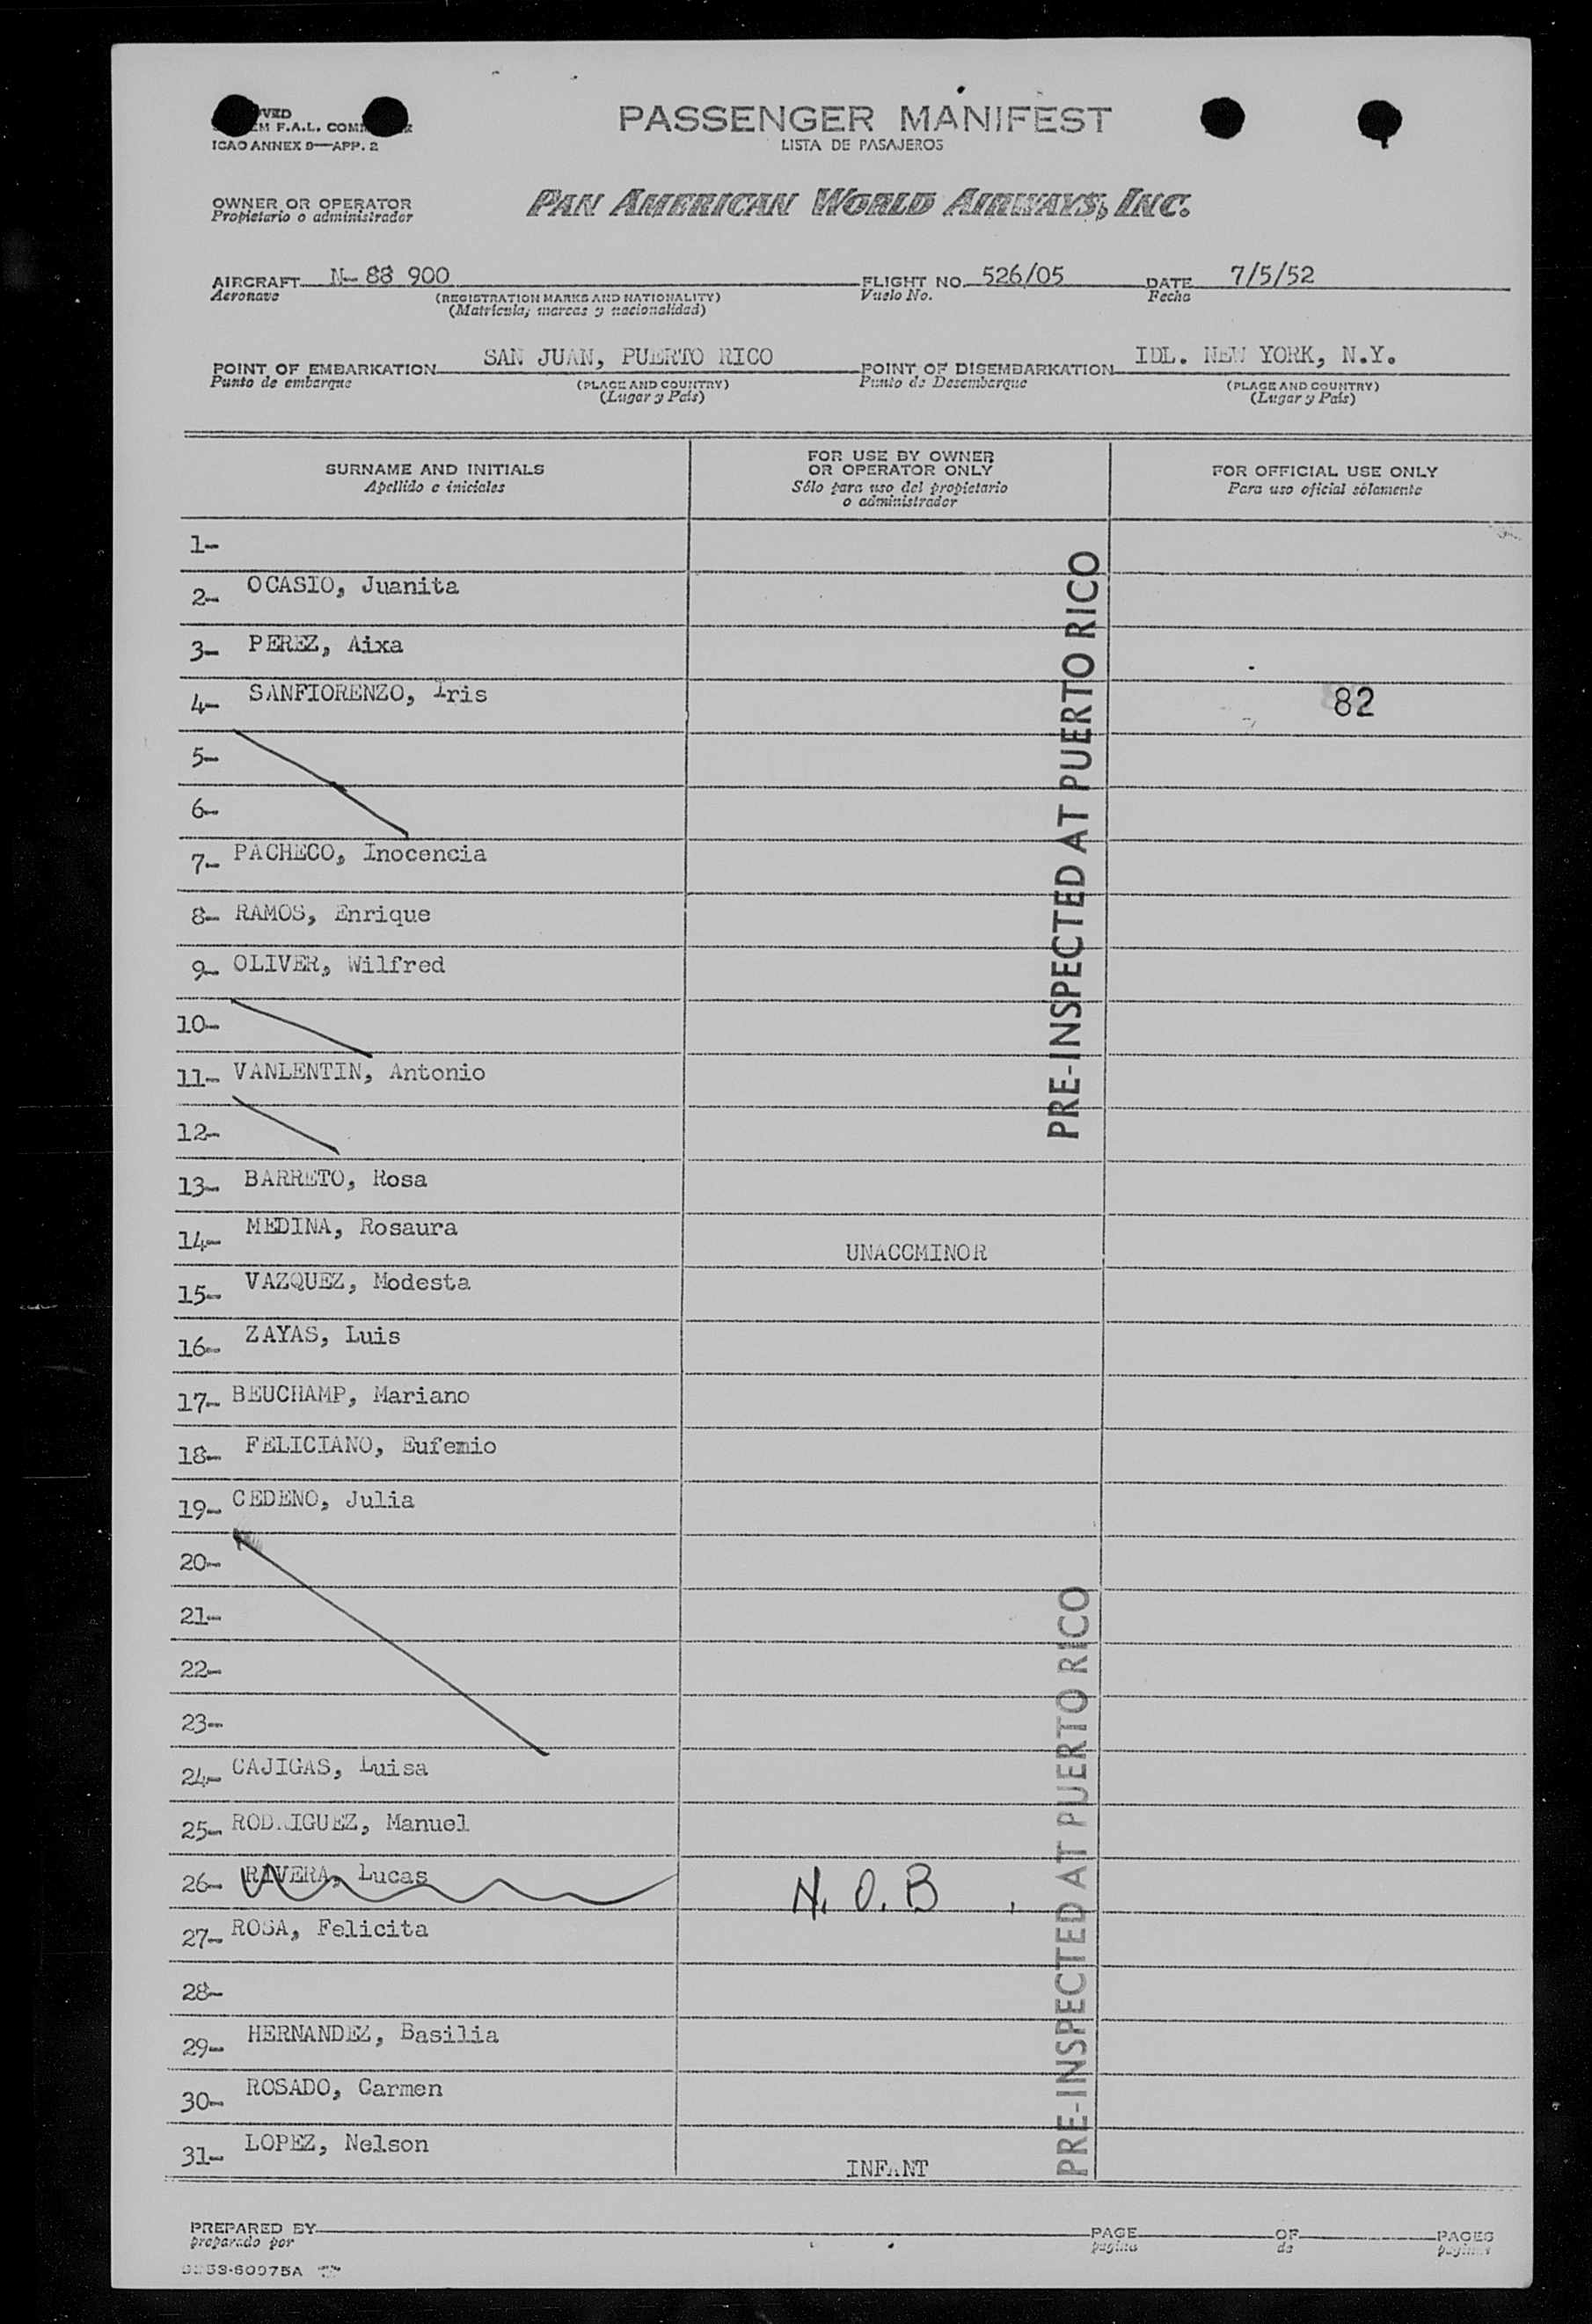 F.A.L.
ICAO ANNEX 9—APP. 2
PASSENGER MANIFEST
LISTA DE PASAJEROS
OWNER OR OPERATOR
Propietario o administrador
PAN AMERICAN WORLD AIRWAYS, INC.
AIRCRAFT N- 88 900 FLIGHT NO. 526/05 DATE 7/5/52
Aeronave (REGISTRATION MARKS AND NATIONALITY) Vuelo No. Fecha
(Matricula, marcas y nacionalidad)
POINT OF EMBARKATION SAN JUAN, PUERTO RICO POINT OF DISEMBARKATION IDL. NEW YORK, N.Y.
Punto de embarque (PLACE AND COUNTRY) Punto de Desembarque (PLACE AND COUNTRY)
(Lugar y País) (Lugar y País)
SURNAME AND INITIALS
Apellido e iniciales
FOR USE BY OWNER
OR OPERATOR ONLY
Sólo para uso del propietario
o administrador
FOR OFFICIAL USE ONLY
Para uso oficial sólamente
1-
2- OCASIO, Juanita
3- PEREZ, Aixa
4- SANFIORENZO, Iris 82
5-
6-
7- PACHECO, Inocencia
8- RAMOS, Enrique
9- OLIVER, Wilfred
10-
11- VANLENTIN, Antonio
12-
13- BARRETO, Rosa
14- MEDINA, Rosaura UNACCMINOR
15- VAZQUEZ, Modesta
16- ZAYAS, Luis
17- BEUCHAMP, Mariano
18- FELICIANO, Eufemio
19- CEDENO, Julia
20-
21-
22-
23-
24- CAJIGAS, Luisa
25- RODRIGUEZ, Manuel
26- RIVERA, Lucas N.O.B.
27- ROSA, Felicita
28-
29- HERNANDEZ, Basilia
30- ROSADO, Carmen
31- LOPEZ, Nelson INFANT
PRE-INSPECTED AT PUERTO RICO
PRE-INSPECTED AT PUERTO RICO
PREPARED BY PAGE OF PAGES
preparado por pagina de paginas